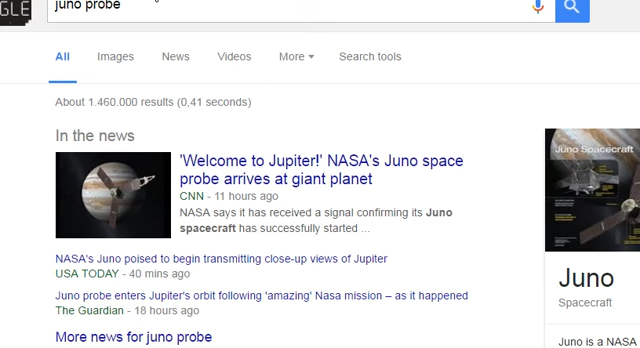 GLE
juno probe
All Images News Videos More Search tools
About 1.460.000 results (0,41 seconds)
In the news
'Welcome to Jupiter!' NASA's Juno space
probe arrives at giant planet
CNN - 11 hours ago
NASA says it has received a signal confirming its Juno
spacecraft has successfully started ...
NASA's Juno poised to begin transmitting close-up views of Jupiter
USA TODAY - 40 mins ago
Juno probe enters Jupiter's orbit following 'amazing' Nasa mission – as it happened
The Guardian - 18 hours ago
More news for juno probe
Juno Spacecraft
Juno
Spacecraft
Juno is a NASA